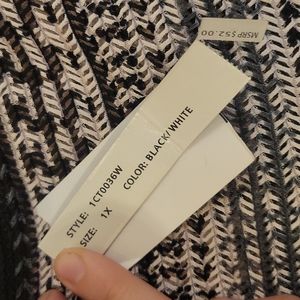 MSRP $52.00
STYLE: 1CT0036W
COLOR: BLACK/WHITE
SIZE: 1X